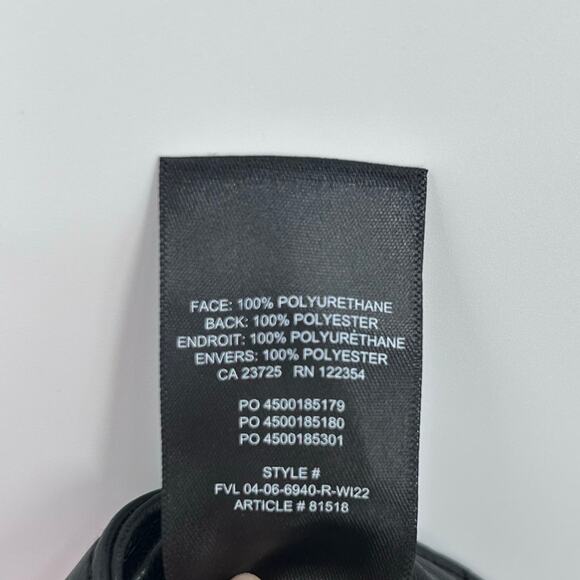 FACE: 100% POLYURETHANE
BACK: 100% POLYESTER
ENDROIT: 100% POLYURÉTHANE
ENVERS: 100% POLYESTER
CA 23725 RN 122354
PO 4500185179
PO 4500185180
PO 4500185301
STYLE #
FVL 04-06-6940-R-WI22
ARTICLE # 81518